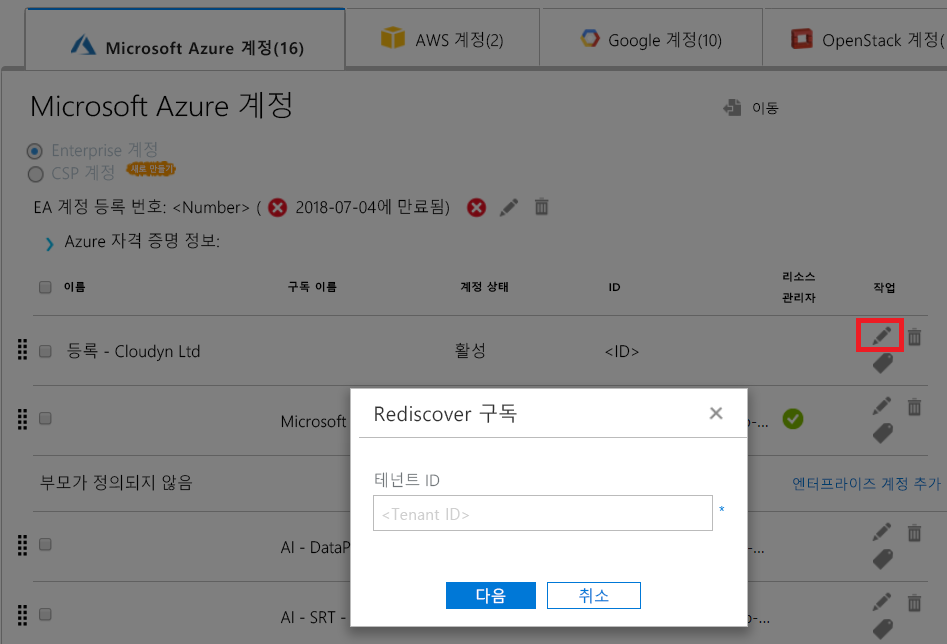 Microsoft Azure 계정(16)
AWS 계정(2)
Google 계정(10)
OpenStack 계정(
Microsoft Azure 계정
이동
Enterprise 계정
CSP 계정
새로 만들기
EA 계정 등록 번호: <Number> ( 2018-07-04에 만료됨)
Azure 자격 증명 정보:
이름
구독 이름
계정 상태
ID
리소스
관리자
작업
등록 - Cloudyn Ltd
활성
<ID>
Microsoft
o-...
부모가 정의되지 않음
엔터프라이즈 계정 추가
AI - DataP
-...
AI - SRT -
o-...
Rediscover 구독
테넌트 ID
<Tenant ID>
*
다음
취소